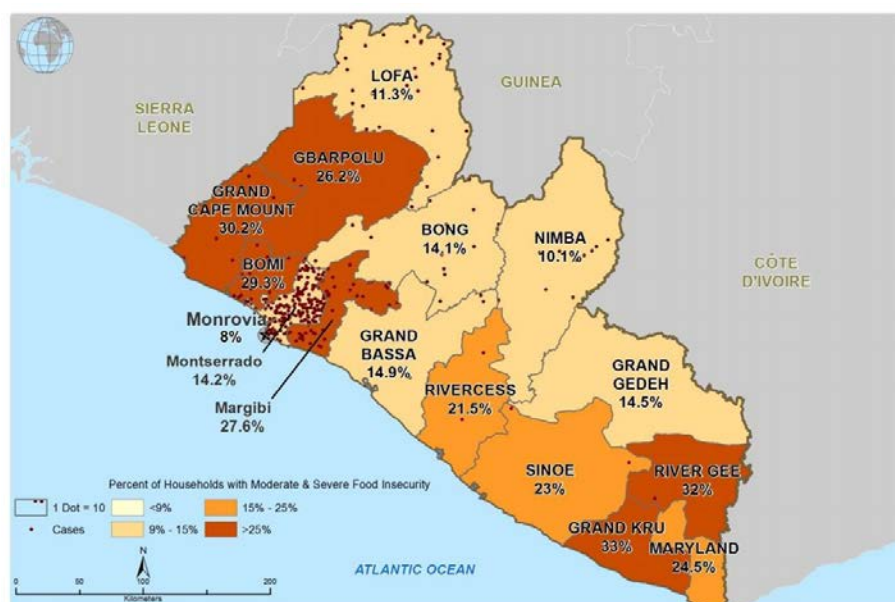 LOFA
11.3%
GUINEA
SIERRA
LEONE
GBARPOLU
26.2%
GRAND
CAPE MOUNT
30.2%
BONG
14.1%
NIMBA
10.1%
BOMI
29.3%
CÔTE
D'IVOIRE
Monrovia
8%
Montserrado
14.2%
Margibi
27.6%
GRAND
BASSA
14.9%
RIVERCESS
21.5%
GRAND
GEDEH
14.5%
SINOE
23%
RIVER GEE
32%
GRAND KRU
33%
MARYLAND
24.5%
Percent of Households with Moderate & Severe Food Insecurity
1 Dot = 10
<9%
15% - 25%
Cases
9% - 15%
>25%
N
0 50 100 200
Kilometers
ATLANTIC OCEAN